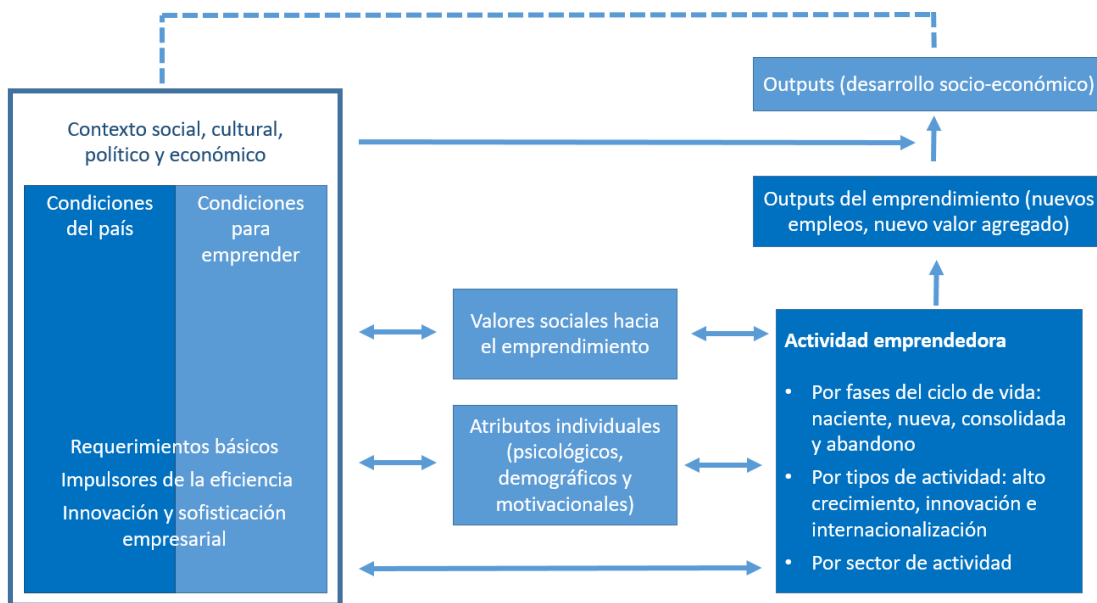 Outputs (desarrollo socio-económico)
Contexto social, cultural,
político y económico
Condiciones
del país
Condiciones
para
emprender
Outputs del emprendimiento (nuevos
empleos, nuevo valor agregado)
Valores sociales hacia
el emprendimiento
Actividad emprendedora
• Por fases del ciclo de vida:
naciente, nueva, consolidada
y abandono
• Por tipos de actividad: alto
crecimiento, innovación e
internacionalización
• Por sector de actividad
Atributos individuales
(psicológicos,
demográficos y
motivacionales)
Requerimientos básicos
Impulsores de la eficiencia
Innovación y sofisticación
empresarial